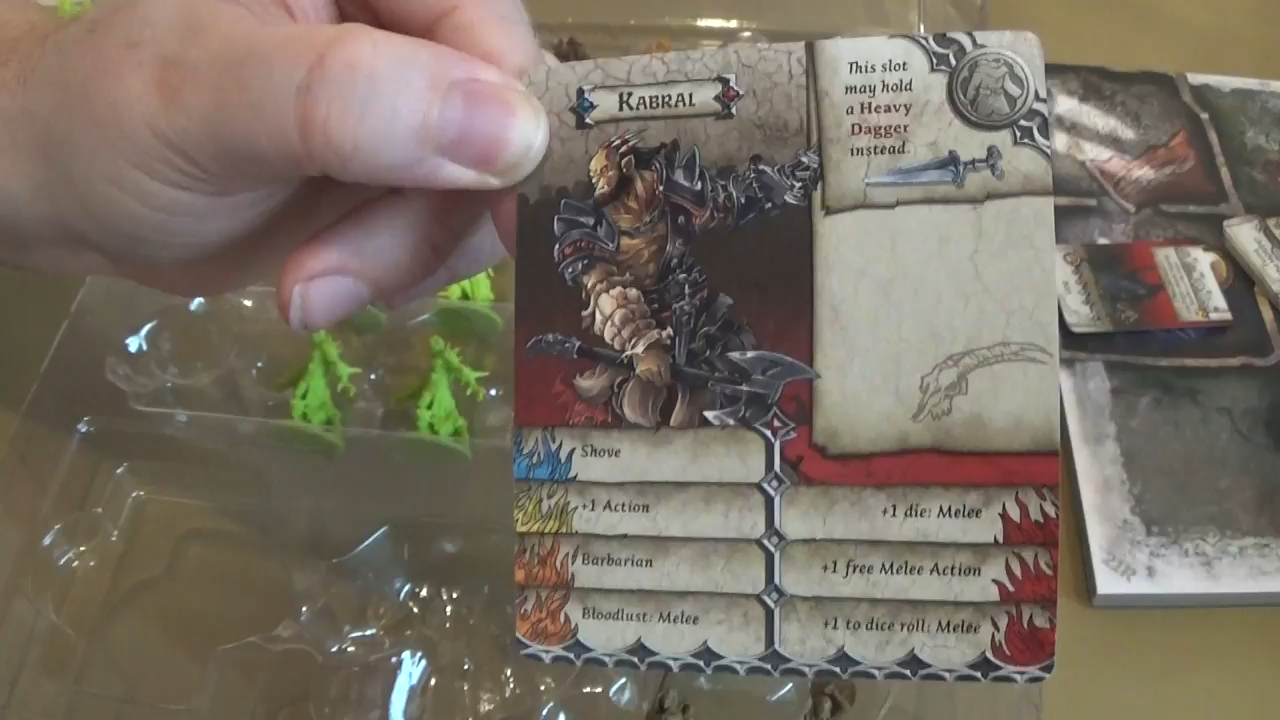 KABRAL
This slot
may hold
a Heavy
Dagger
instead.
Shove
+1 Action
Barbarian
Bloodlust: Melee
+1 die: Melee
+1 free Melee Action
+1 to dice roll: Melee
21R